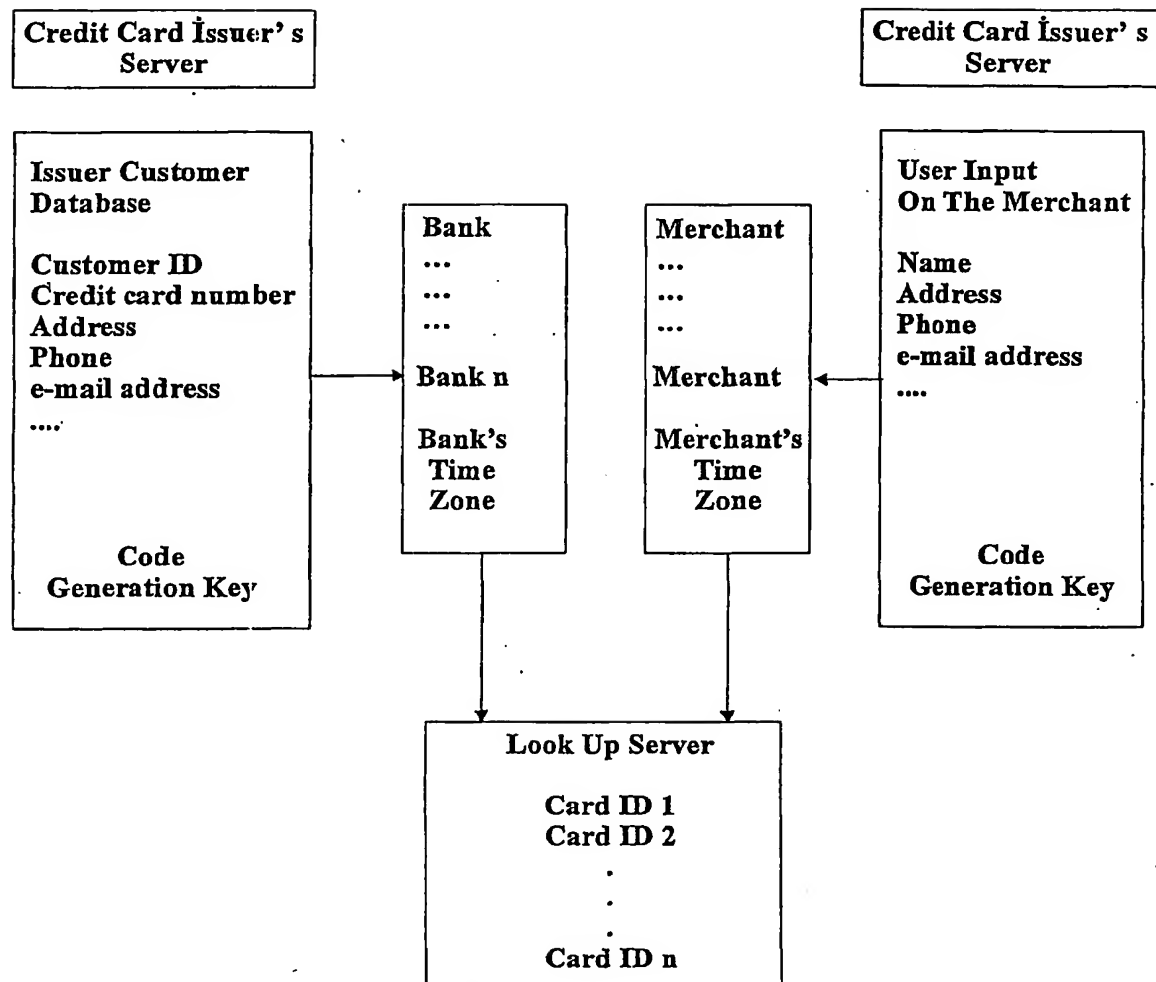 Credit Card İssuer' s
Server
Credit Card İssuer' s
Server
Issuer Customer
Database
Customer ID
Credit card number
Address
Phone
e-mail address
....
Code
Generation Key
Bank
...
...
...
Bank n
Bank's
Time
Zone
Merchant
...
...
...
Merchant
Merchant's
Time
Zone
User Input
On The Merchant
Name
Address
Phone
e-mail address
....
Code
Generation Key
Look Up Server
Card ID 1
Card ID 2
.
.
.
Card ID n